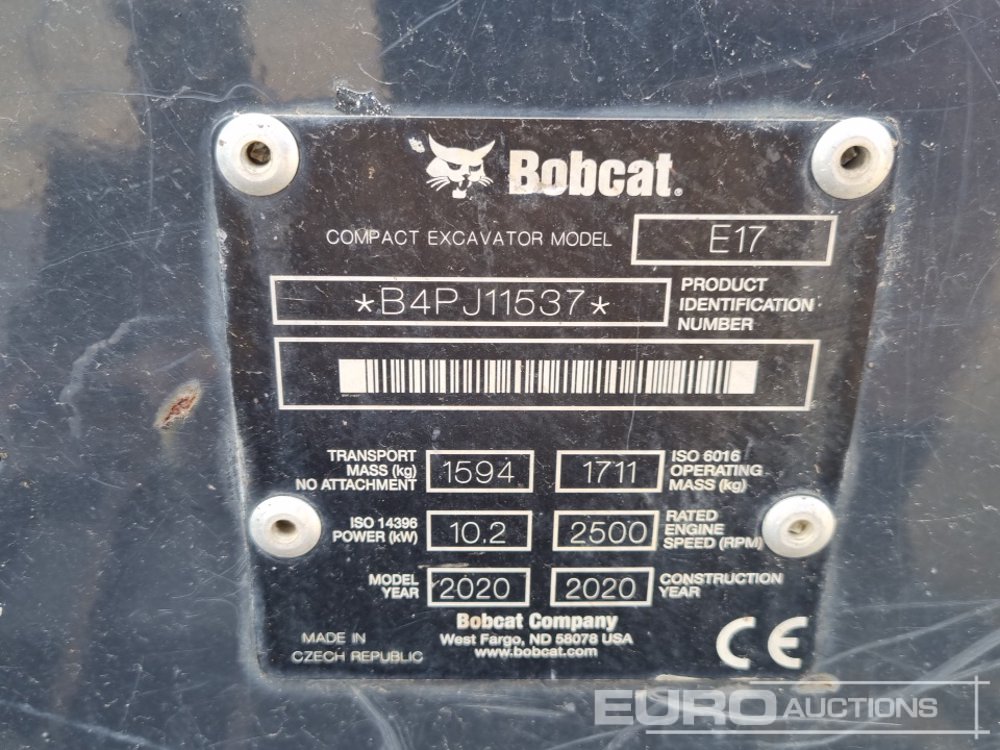 Bobcat.
COMPACT EXCAVATOR MODEL E17
*B4PJ11537* PRODUCT IDENTIFICATION NUMBER
TRANSPORT MASS (kg) NO ATTACHMENT 1594
1711 ISO 6016 OPERATING MASS (kg)
ISO 14396 POWER (kW) 10.2
2500 RATED ENGINE SPEED (RPM)
MODEL YEAR 2020
2020 CONSTRUCTION YEAR
Bobcat Company
West Fargo, ND 58078 USA
www.bobcat.com
MADE IN
CZECH REPUBLIC
CE
EURO AUCTIONS